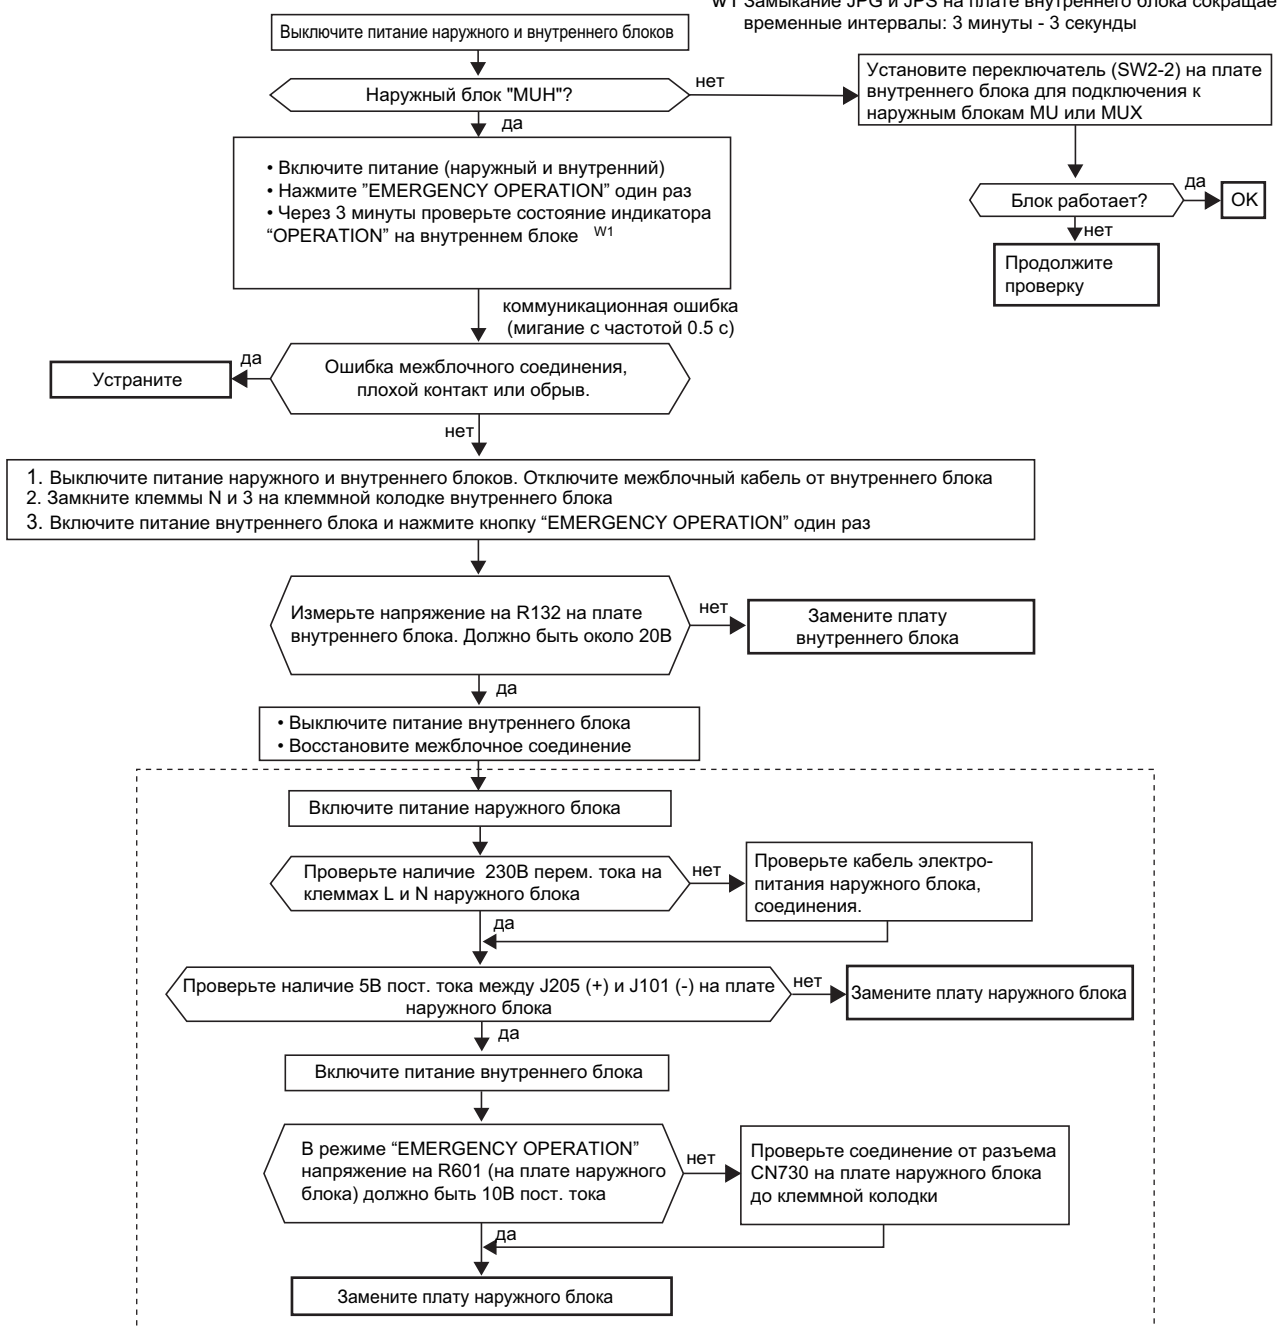 W1 Замыкание JPG и JPS на плате внутреннего блока сокращае
временные интервалы: 3 минуты - 3 секунды
Выключите питание наружного и внутреннего блоков
Наружный блок "MUH"?
нет
Установите переключатель (SW2-2) на плате
внутреннего блока для подключения к
наружным блокам MU или MUX
да
• Включите питание (наружный и внутренний)
• Нажмите ”EMERGENCY OPERATION” один раз
• Через 3 минуты проверьте состояние индикатора
“OPERATION” на внутреннем блоке W1
Блок работает?
да
OK
нет
Продолжите
проверку
коммуникационная ошибка
(мигание с частотой 0.5 с)
Ошибка межблочного соединения,
плохой контакт или обрыв.
да
Устраните
нет
1. Выключите питание наружного и внутреннего блоков. Отключите межблочный кабель от внутреннего блока
2. Замкните клеммы N и 3 на клеммной колодке внутреннего блока
3. Включите питание внутреннего блока и нажмите кнопку “EMERGENCY OPERATION” один раз
Измерьте напряжение на R132 на плате
внутреннего блока. Должно быть около 20В
нет
Замените плату
внутреннего блока
да
• Выключите питание внутреннего блока
• Восстановите межблочное соединение
Включите питание наружного блока
Проверьте наличие 230В перем. тока на
клеммах L и N наружного блока
нет
Проверьте кабель электро-
питания наружного блока,
соединения.
да
Проверьте наличие 5В пост. тока между J205 (+) и J101 (-) на плате
наружного блока
нет
Замените плату наружного блока
да
Включите питание внутреннего блока
В режиме “EMERGENCY OPERATION”
напряжение на R601 (на плате наружного
блока) должно быть 10В пост. тока
нет
Проверьте соединение от разъема
CN730 на плате наружного блока
до клеммной колодки
да
Замените плату наружного блока